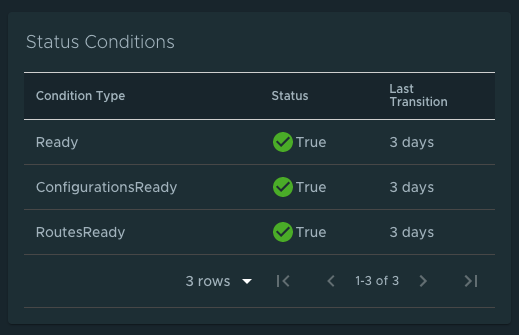 Status Conditions
Condition Type Status Last Transition
Ready True 3 days
ConfigurationsReady True 3 days
RoutesReady True 3 days
3 rows 1-3 of 3